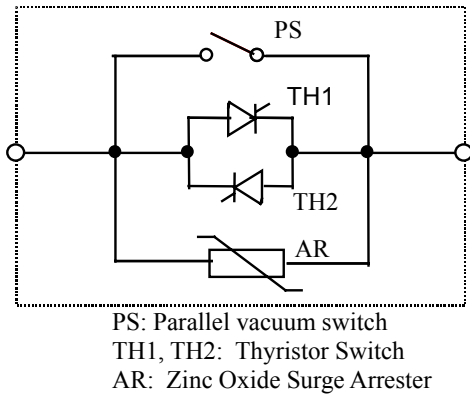 PS
TH1
TH2
AR
PS: Parallel vacuum switch
TH1, TH2: Thyristor Switch
AR: Zinc Oxide Surge Arrester